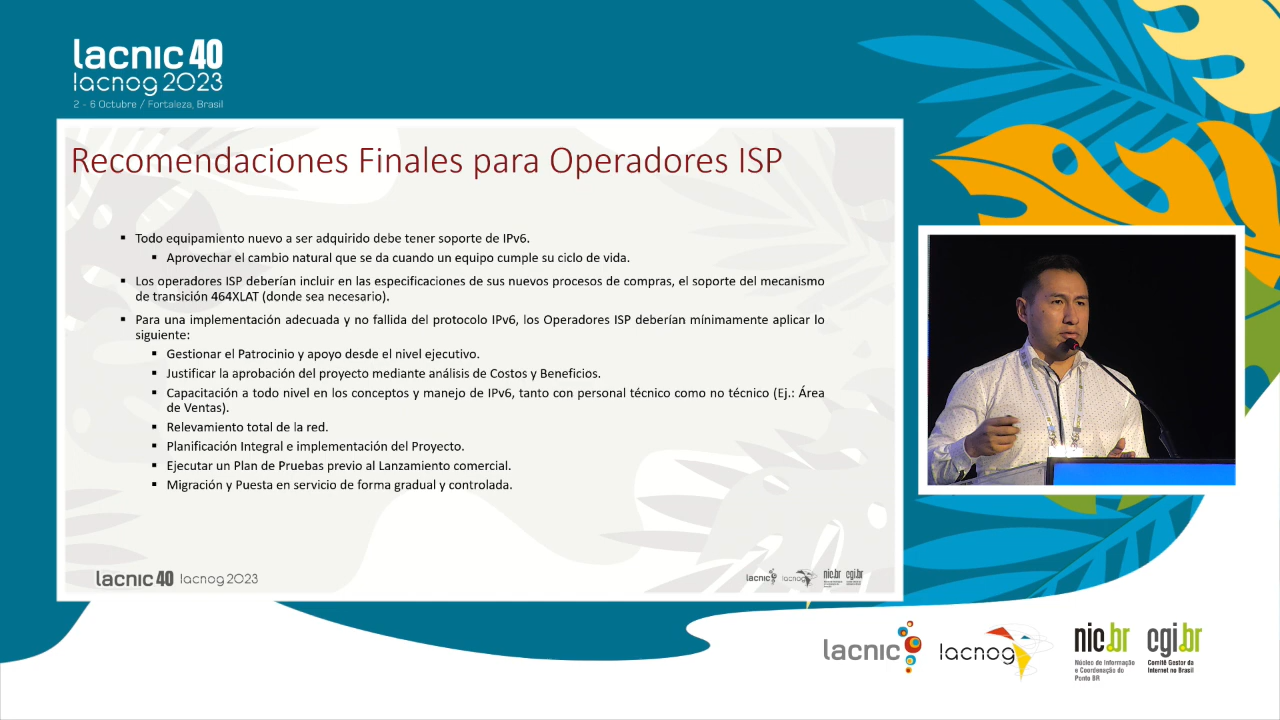 lacnic 40
lacnog 2023
2 - 6 Octubre / Fortaleza, Brasil
Recomendaciones Finales para Operadores ISP
▪ Todo equipamiento nuevo a ser adquirido debe tener soporte de IPv6.
▪ Aprovechar el cambio natural que se da cuando un equipo cumple su ciclo de vida.
▪ Los operadores ISP deberían incluir en las especificaciones de sus nuevos procesos de compras, el soporte del mecanismo
de transición 464XLAT (donde sea necesario).
▪ Para una implementación adecuada y no fallida del protocolo IPv6, los Operadores ISP deberían mínimamente aplicar lo
siguiente:
▪ Gestionar el Patrocinio y apoyo desde el nivel ejecutivo.
▪ Justificar la aprobación del proyecto mediante análisis de Costos y Beneficios.
▪ Capacitación a todo nivel en los conceptos y manejo de IPv6, tanto con personal técnico como no técnico (Ej.: Área
de Ventas).
▪ Relevamiento total de la red.
▪ Planificación Integral e implementación del Proyecto.
▪ Ejecutar un Plan de Pruebas previo al Lanzamiento comercial.
▪ Migración y Puesta en servicio de forma gradual y controlada.
lacnic 40 lacnog 2023
lacnic lacnog nic.br cgi.br
lacnic lacnog nic.br cgi.br
Núcleo de Informação
e Coordenação do
Ponto BR
Comitê Gestor da
Internet no Brasil